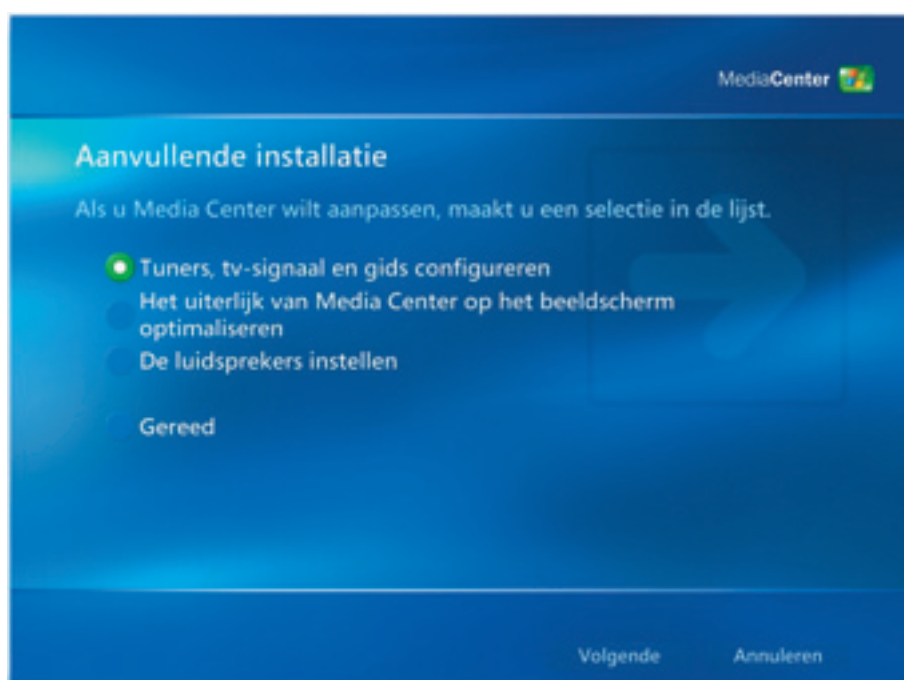 MediaCenter
Aanvullende installatie
Als u Media Center wilt aanpassen, maakt u een selectie in de lijst.
Tuners, tv-signaal en gids configureren
Het uiterlijk van Media Center op het beeldscherm
optimaliseren
De luidsprekers instellen
Gereed
Volgende Annuleren